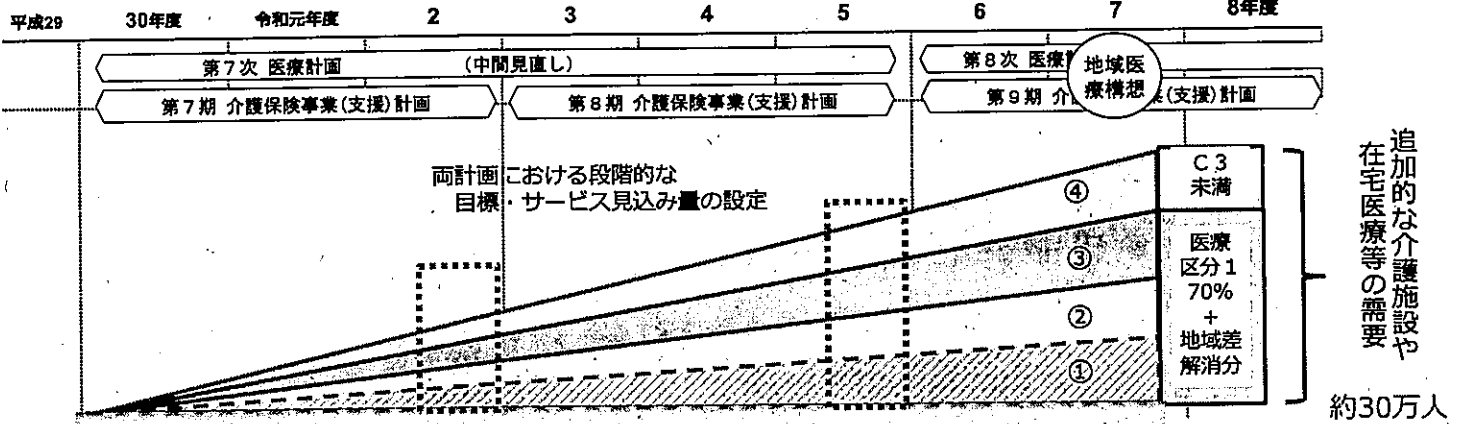 平成29 30年度 令和元年度 2 3 4 5 6 7 8年度
第7次 医療計画 (中間見直し)
第8次 医療
地域医
療構想
第7期 介護保険事業(支援)計画
第8期 介護保険事業(支援)計画
第9期 介 業(支援)計画
両計画における段階的な
目標・サービス見込み量の設定
④
③
②
①
C3
未満
医療
区分1
70%
+
地域差
解消分
追加的な介護施設や
在宅医療等の需要
約30万人